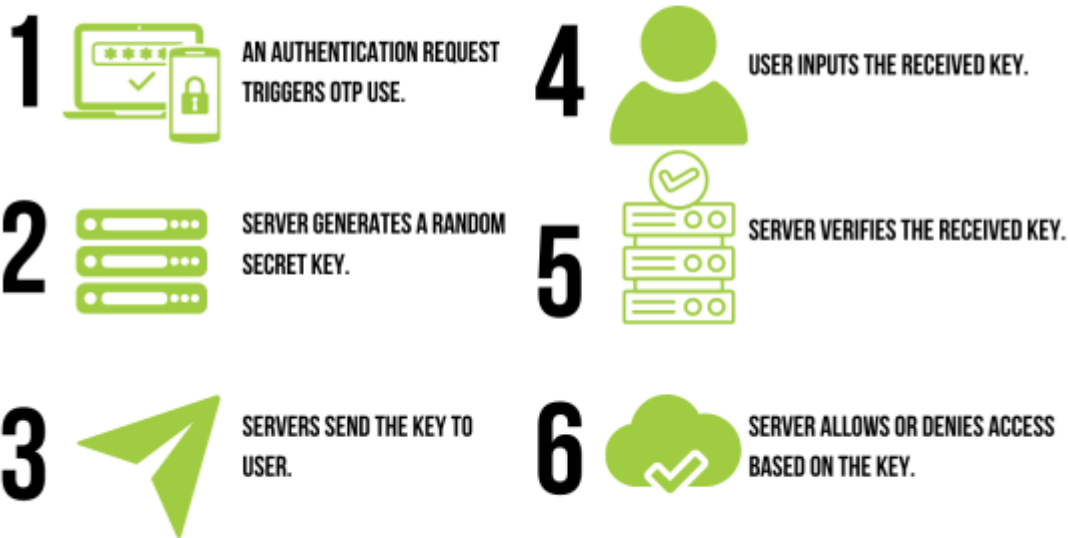 1
AN AUTHENTICATION REQUEST
TRIGGERS OTP USE.
2
SERVER GENERATES A RANDOM
SECRET KEY.
3
SERVERS SEND THE KEY TO
USER.
4
USER INPUTS THE RECEIVED KEY.
5
SERVER VERIFIES THE RECEIVED KEY.
6
SERVER ALLOWS OR DENIES ACCESS
BASED ON THE KEY.